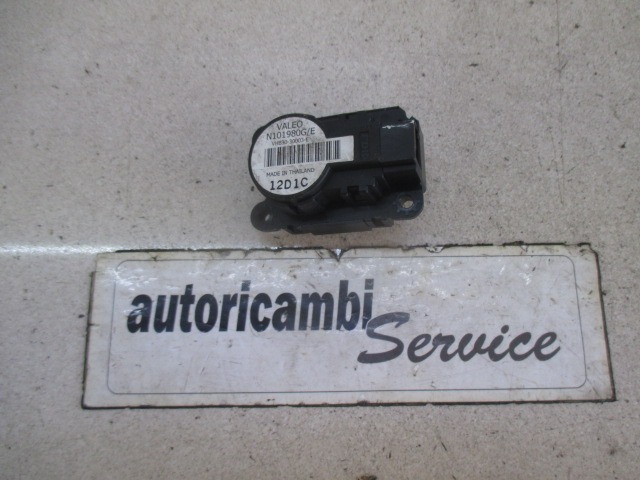 VALEO
N101980G/E
MADE IN THAILAND
12D1C
autoricambi
Service